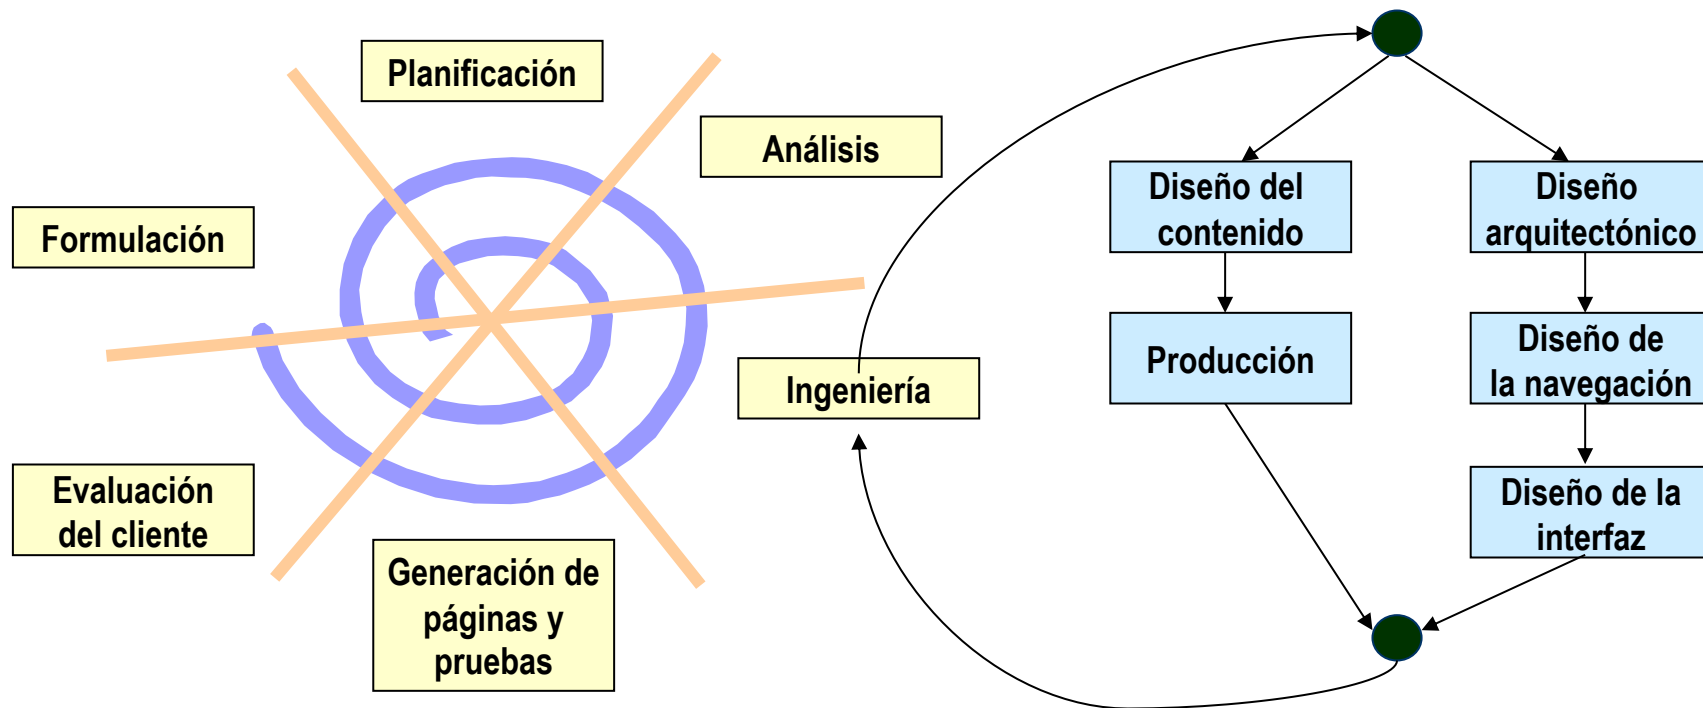 Planificación
Análisis
Formulación
Ingeniería
Evaluación
del cliente
Generación de
páginas y
pruebas
Diseño del
contenido
Producción
Diseño
arquitectónico
Diseño de
la navegación
Diseño de la
interfaz